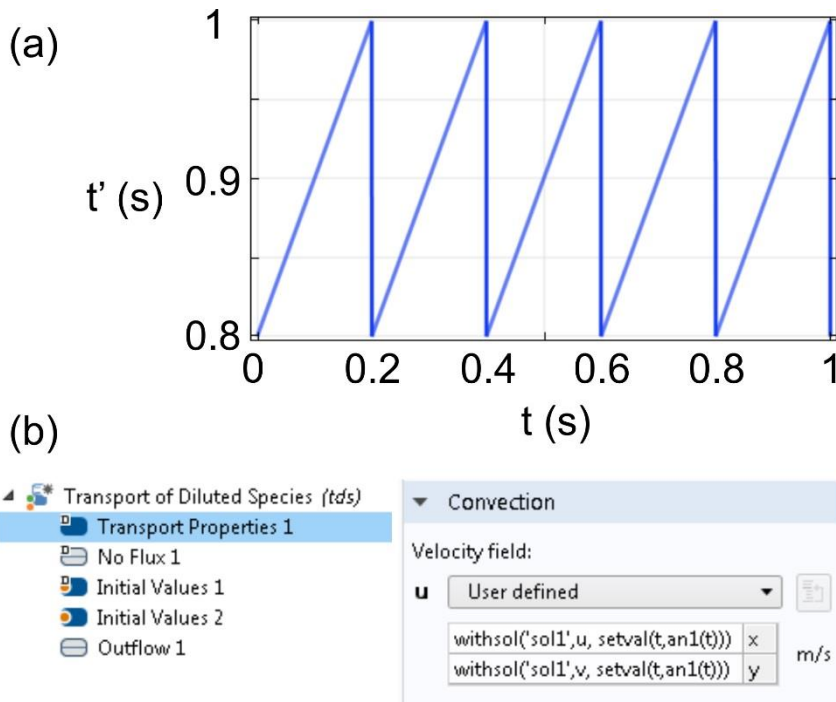 (a)
t' (s)
1
0.9
0.8
0 0.2 0.4 0.6 0.8 1
t (s)
(b)
Transport of Diluted Species (tds)
Transport Properties 1
No Flux 1
Initial Values 1
Initial Values 2
Outflow 1
Convection
Velocity field:
u User defined
withsol('sol1',u, setval(t,an1(t))) x
withsol('sol1',v, setval(t,an1(t))) y
m/s